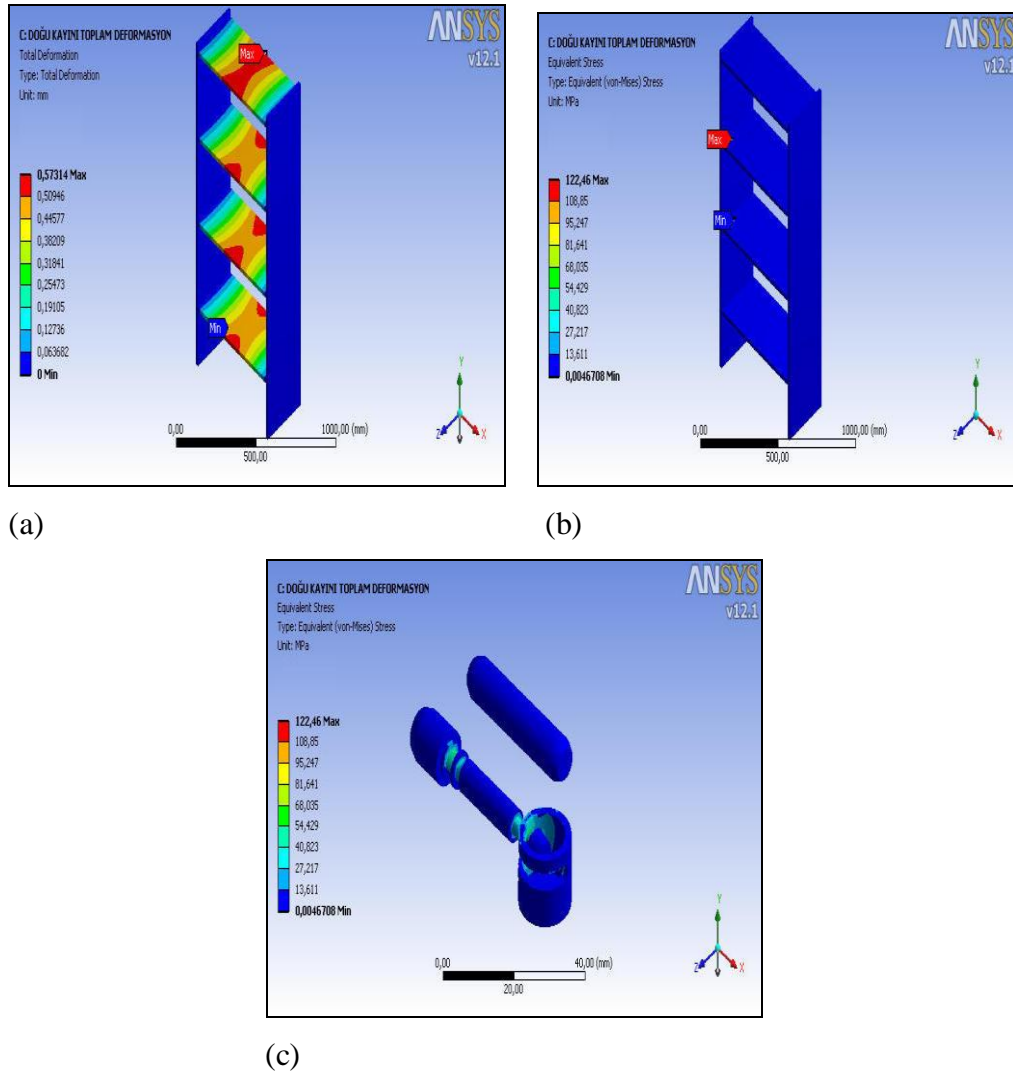 C: DOĞU KAYINI TOPLAM DEFORMASYON
Total Deformation
Type: Total Deformation
Unit: mm
ANSYS
v12.1
Max
0,57314 Max
0,50946
0,44577
0,38209
0,31841
0,25473
0,19105
0,12736
0,063682
0 Min
Min
Y
Z
X
0,00
1000,00 (mm)
500,00
(a)
C: DOĞU KAYINI TOPLAM DEFORMASYON
Equivalent Stress
Type: Equivalent (von-Mises) Stress
Unit: MPa
ANSYS
v12.1
Max
122,46 Max
108,85
95,247
81,641
68,035
54,429
40,823
27,217
13,611
0,0046708 Min
Min
Y
Z
X
0,00
1000,00 (mm)
500,00
(b)
C: DOĞU KAYINI TOPLAM DEFORMASYON
Equivalent Stress
Type: Equivalent (von-Mises) Stress
Unit: MPa
ANSYS
v12.1
122,46 Max
108,85
95,247
81,641
68,035
54,429
40,823
27,217
13,611
0,0046708 Min
Y
Z
X
0,00
40,00 (mm)
20,00
(c)